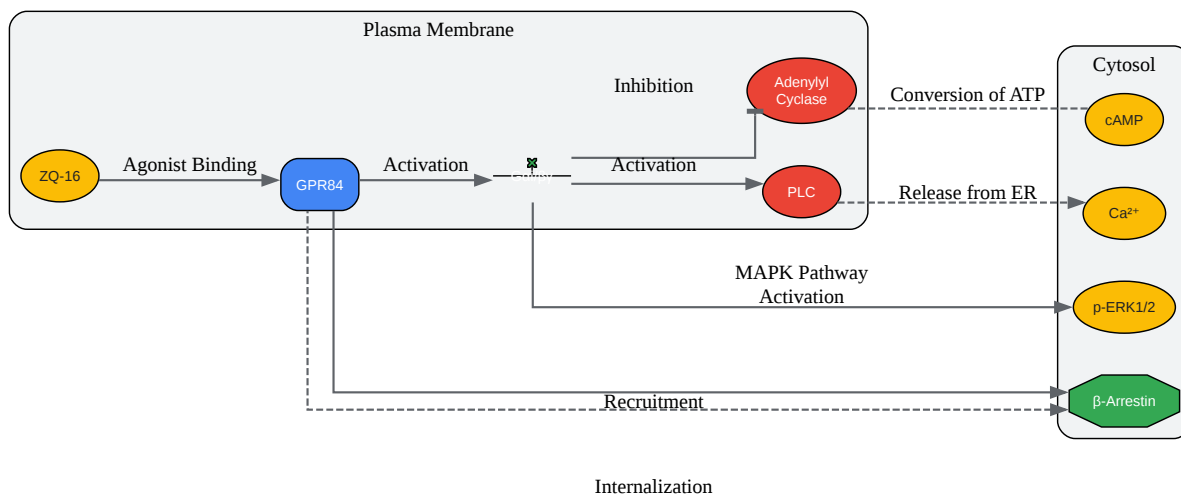 Plasma Membrane
Cytosol
Inhibition
Adenylyl
Cyclase
Conversion of ATP
cAMP
ZQ-16
Agonist Binding
GPR84
Activation
Activation
PLC
Release from ER
Ca²⁺
MAPK Pathway
Activation
p-ERK1/2
Recruitment
β-Arrestin
Internalization